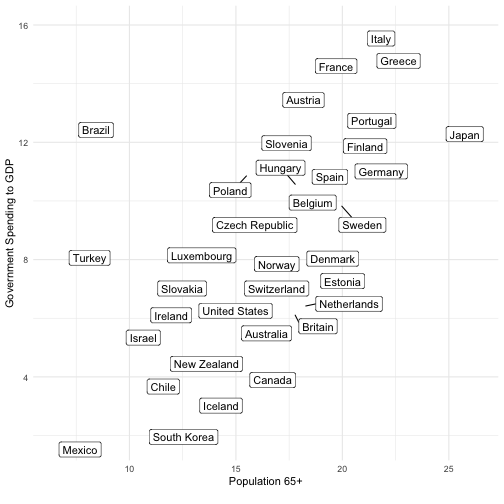 16
12
8
4
Government Spending to GDP
Italy
Greece
France
Austria
Portugal
Brazil
Japan
Slovenia
Finland
Hungary
Germany
Spain
Poland
Belgium
Czech Republic
Sweden
Luxembourg
Turkey
Norway
Denmark
Slovakia
Switzerland
Estonia
Netherlands
Ireland
United States
Israel
Australia
Britain
New Zealand
Chile
Canada
Iceland
South Korea
Mexico
10
15
20
25
Population 65+